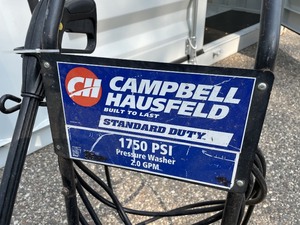 CH
CAMPBELL
HAUSFELD
BUILT TO LAST
STANDARD DUTY
1750 PSI
Pressure Washer
2.0 GPM